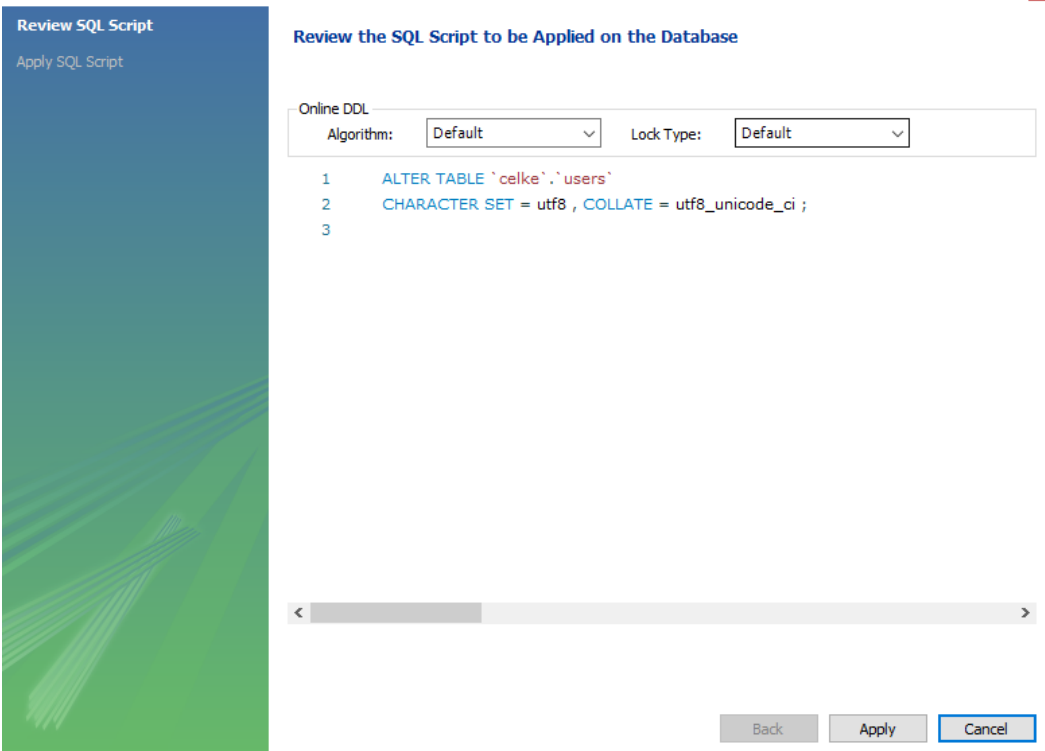 Review SQL Script
Apply SQL Script
Review the SQL Script to be Applied on the Database
Online DDL
Algorithm: Default Lock Type: Default
1 ALTER TABLE `celke`.`users`
2 CHARACTER SET = utf8 , COLLATE = utf8_unicode_ci ;
3
Back Apply Cancel